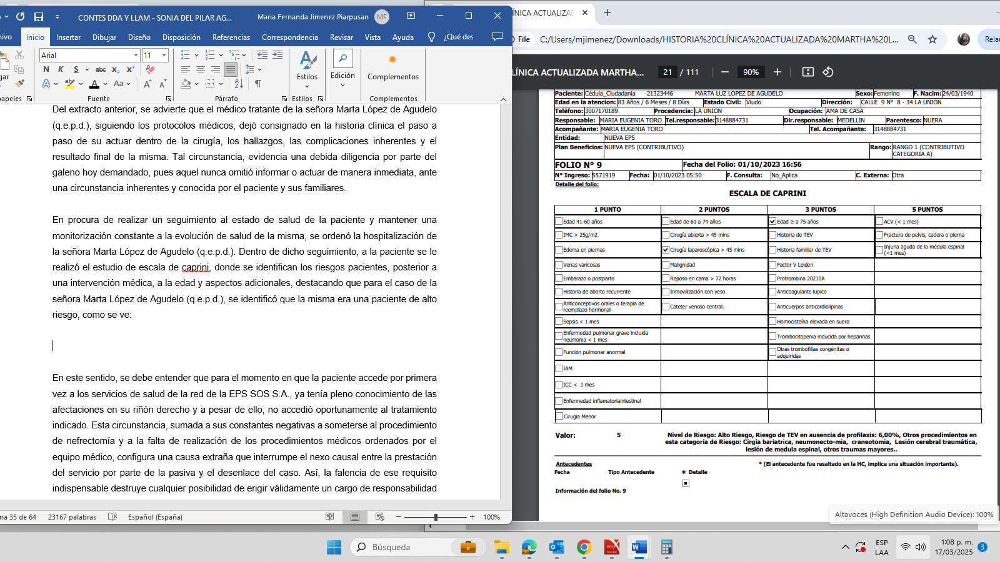 CONTES DDA Y LLAM - SONIA DEL PILAR AG...
Maria Fernanda Jimenez Piarpusan
MF
Inicio Insertar Dibujar Diseño Disposición Referencias Correspondencia Revisar Vista Ayuda ¿Qué des
Arial 11
N K S abc x₂ x²
A ab A Aa A A
Estilos
Edición
Complementos
Fuente Párrafo Estilos Complementos
Del extracto anterior, se advierte que el médico tratante de la señora Marta López de Agudelo
(q.e.p.d.), siguiendo los protocolos médicos, dejó consignado en la historia clínica el paso a
paso de su actuar dentro de la cirugía, los hallazgos, las complicaciones inherentes y el
resultado final de la misma. Tal circunstancia, evidencia una debida diligencia por parte del
galeno hoy demandado, pues aquel nunca omitió informar o actuar de manera inmediata, ante
una circunstancia inherentes y conocida por el paciente y sus familiares.
En procura de realizar un seguimiento al estado de salud de la paciente y mantener una
monitorización constante a la evolución de salud de la misma, se ordenó la hospitalización de
la señora Marta López de Agudelo (q.e.p.d.). Dentro de dicho seguimiento, a la paciente se le
realizó el estudio de escala de caprini, donde se identifican los riesgos pacientes, posterior a
una intervención médica, a la edad y aspectos adicionales, destacando que para el caso de la
señora Marta López de Agudelo (q.e.p.d.), se identificó que la misma era una paciente de alto
riesgo, como se ve:
En este sentido, se debe entender que para el momento en que la paciente accede por primera
vez a los servicios de salud de la red de la EPS SOS S.A., ya tenía pleno conocimiento de las
afectaciones en su riñón derecho y a pesar de ello, no accedió oportunamente al tratamiento
indicado. Esta circunstancia, sumada a sus constantes negativas a someterse al procedimiento
de nefrectomía y a la falta de realización de los procedimientos médicos ordenados por el
equipo médico, configura una causa extraña que interrumpe el nexo causal entre la prestación
del servicio por parte de la pasiva y el desenlace del caso. Así, la falencia de ese requisito
indispensable destruye cualquier posibilidad de erigir válidamente un cargo de responsabilidad
na 35 de 64 23167 palabras Español (España) 100%
ÍNICA ACTUALIZAD
File C:/Users/mjimenez/Downloads/HISTORIA%20CLÍNICA%20ACTUALIZADA%20MARTHA%20L... Relau
LÍNICA ACTUALIZADA MARTHA... 21 / 111 90%
Paciente: Cédula_Ciudadanía 21323446 MARTA LUZ LOPEZ DE AGUDELO Sexo: Femenino F. Nacim: 24/03/1940
Edad en la atencion: 83 Años / 6 Meses / 8 Días Estado Civil: Viudo Dirección: CALLE 9 Nº 8 - 34 LA UNION
Teléfono: 3007170189 Procedencia: LA UNION Ocupación: AMA DE CASA
Responsable: MARIA EUGENIA TORO Tel.responsable: 3148884731 Dir.responsable: MEDELLIN Parentesco: NUERA
Acompañante: MARIA EUGENIA TORO Tel. Acompañante: 3148884731
Entidad: NUEVA EPS
Plan Beneficios: NUEVA EPS (CONTRIBUTIVO) Rango: RANGO 1 (CONTRIBUTIVO
CATEGORIA A)
FOLIO N° 9 Fecha del Folio: 01/10/2023 16:56
N° Ingreso: 5571919 Fecha: 01/10/2023 05:50 F. Consulta: No_Aplica C. Externa: Otra
Detalle del folio:
ESCALA DE CAPRINI
1 PUNTO 2 PUNTOS 3 PUNTOS 5 PUNTOS
Edad 41-60 años Edad de 61 a 74 años Edad ≥ a 75 años ACV (< 1 mes)
IMC > 25g/m2 Cirugía abierta > 45 mins Historia de TEV Fractura de pelvis, cadera o pierna
Edema en piernas Cirugía laparoscópica > 45 mins Historia familiar de TEV Injuria aguda de la médula espinal
(<1 mes)
Venas varicosas Malignidad Factor V Leiden
Embarazo o postparto Reposo en cama > 72 horas Protrombina 20210A
Historia de aborto recurrente Inmovilización con yeso Anticoagulante lupico
Anticonceptivos orales o terapia de
reemplazo hormonal Cateter venoso central. Anticuerpos anticardiolipinas
Sepsis < 1 mes Homocisteína elevada en suero
Enfermedad pulmonar grave incluida
neumonia < 1 mes Trombocitopenia inducida por heparinas
Función pulmonar anormal Otras trombofilias congénitas o
adquiridas
IAM
ICC < 1 mes
Enfermedad inflamatoriaintestinal
Cirugia Menor
Valor: 5 Nivel de Riesgo: Alto Riesgo, Riesgo de TEV en ausencia de profilaxis: 6,00%, Otros procedimientos en
esta categoria de Riesgo: Cirgía bariatrica, neumonecto-mia, craneotomia, Lesión cerebral traumática,
lesión de medula espinal, otros traumas mayores..
Antecedentes * (El antecedente fue resaltado en la HC, implica una situación importante).
Fecha Tipo Antecedente * Detalle
Información del folio No. 9
Altavoces (High Definition Audio Device): 100%
Búsqueda
ESP
LAA
1:08 p. m.
17/03/2025
3